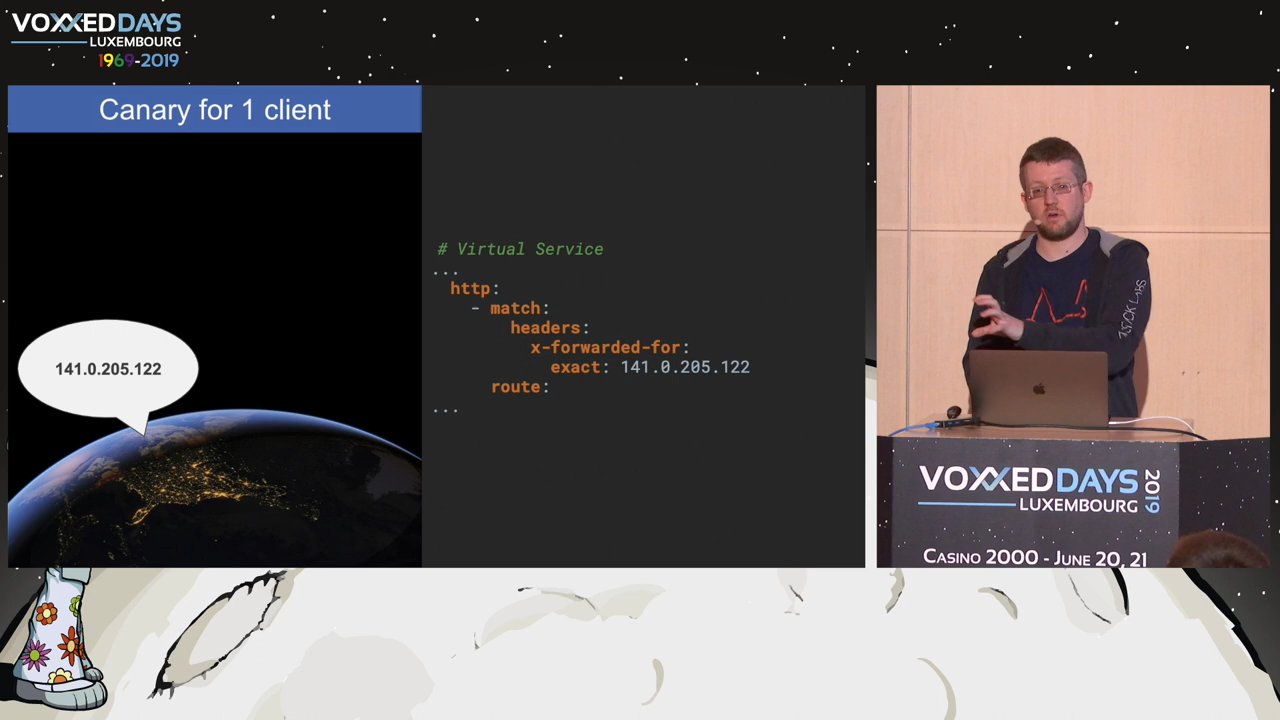 VOXXEDDAYS
LUXEMBOURG
1969-2019
Canary for 1 client
141.0.205.122
# Virtual Service
...
http:
- match:
headers:
x-forwarded-for:
exact: 141.0.205.122
route:
...
VOXXEDDAYS
LUXEMBOURG
2019
CASINO 2000 - JUNE 20, 21